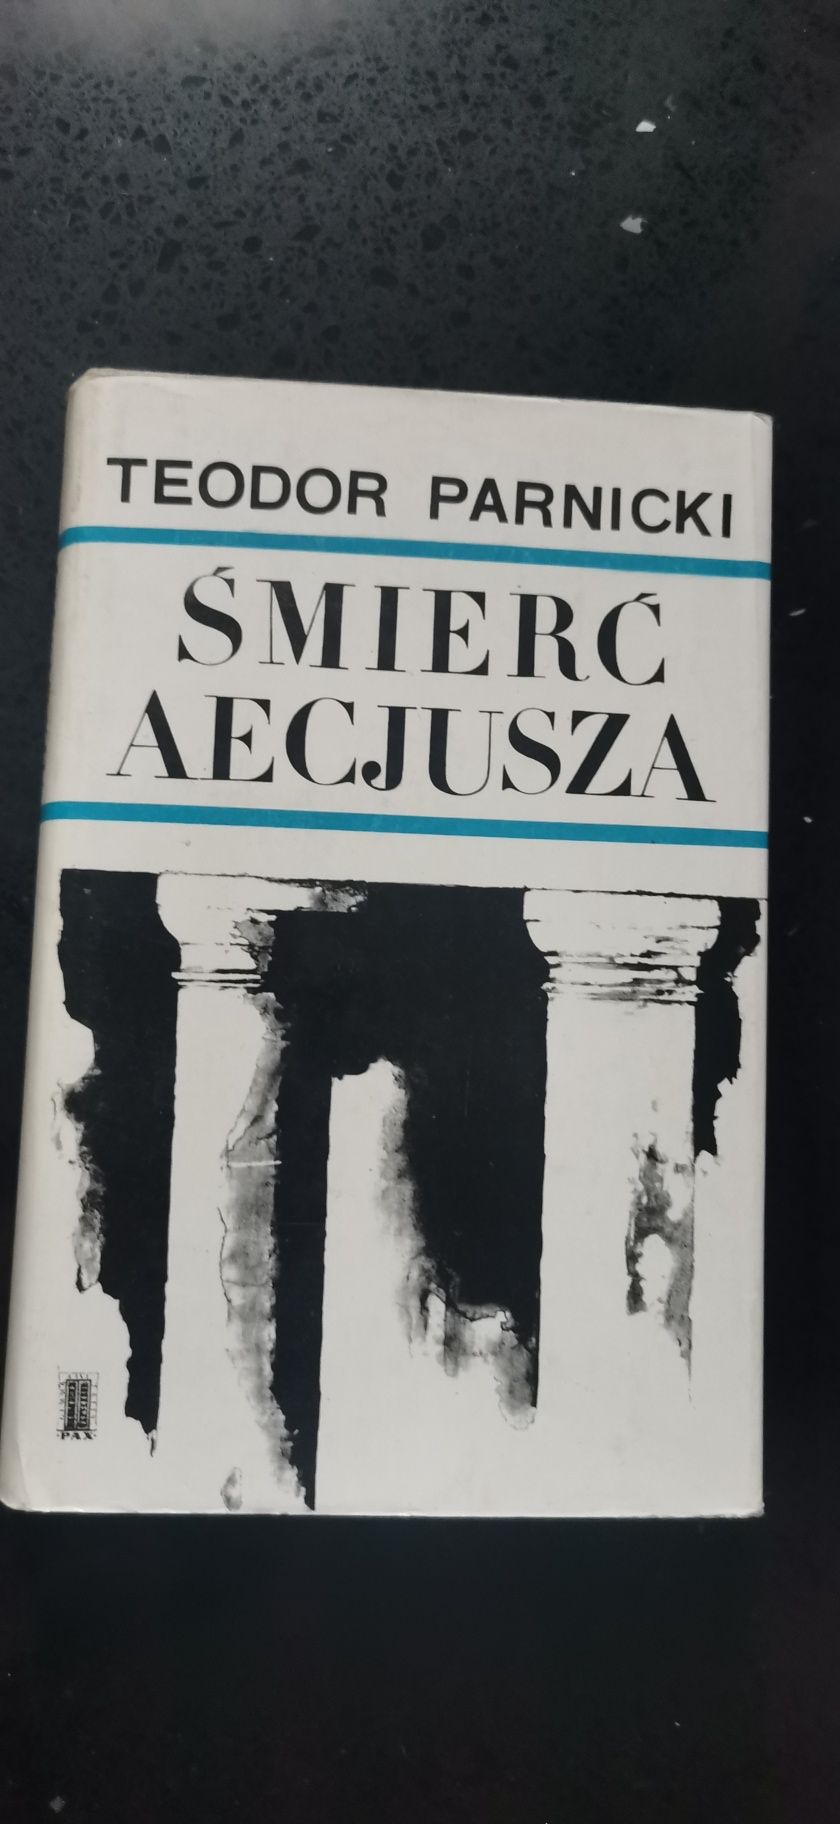 TEODOR PARNICKI
ŚMIERĆ
AECJUSZA
PAX